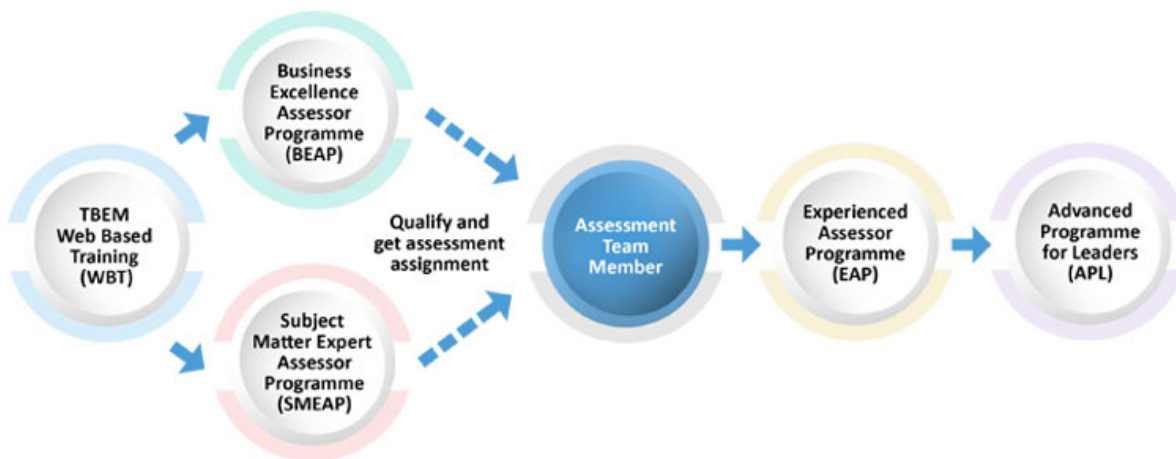 TBEM
Web Based
Training
(WBT)
Business
Excellence
Assessor
Programme
(BEAP)
Subject
Matter Expert
Assessor
Programme
(SMEAP)
Qualify and
get assessment
assignment
Assessment
Team
Member
Experienced
Assessor
Programme
(EAP)
Advanced
Programme
for Leaders
(APL)